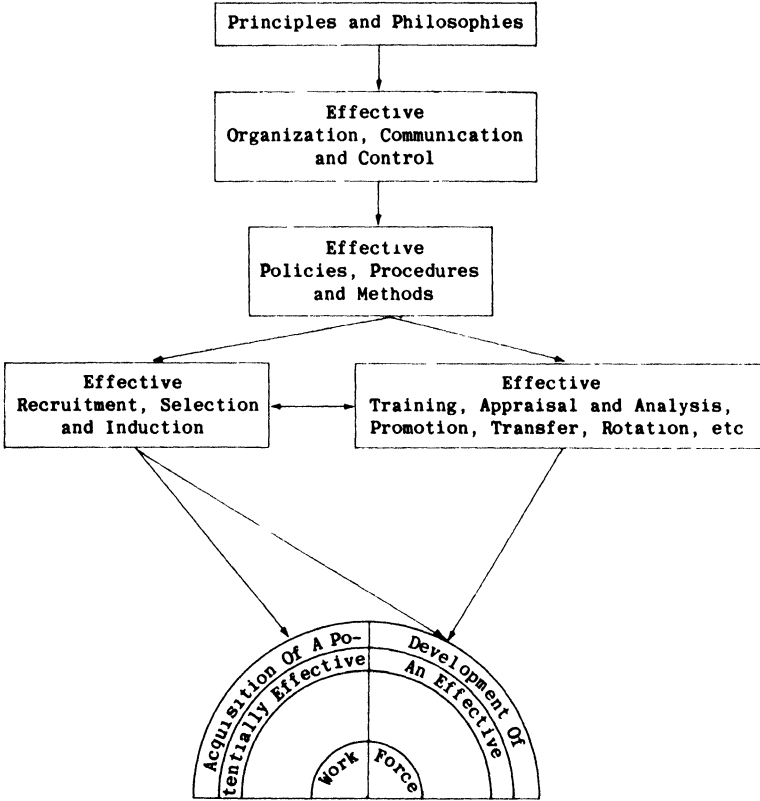 Principles and Philosophies
Effective
Organization, Communication
and Control
Effective
Policies, Procedures
and Methods
Effective
Recruitment, Selection
and Induction
Effective
Training, Appraisal and Analysis,
Promotion, Transfer, Rotation, etc
Acquisition Of A Po-
tentially Effective
Development Of
An Effective
Work Force